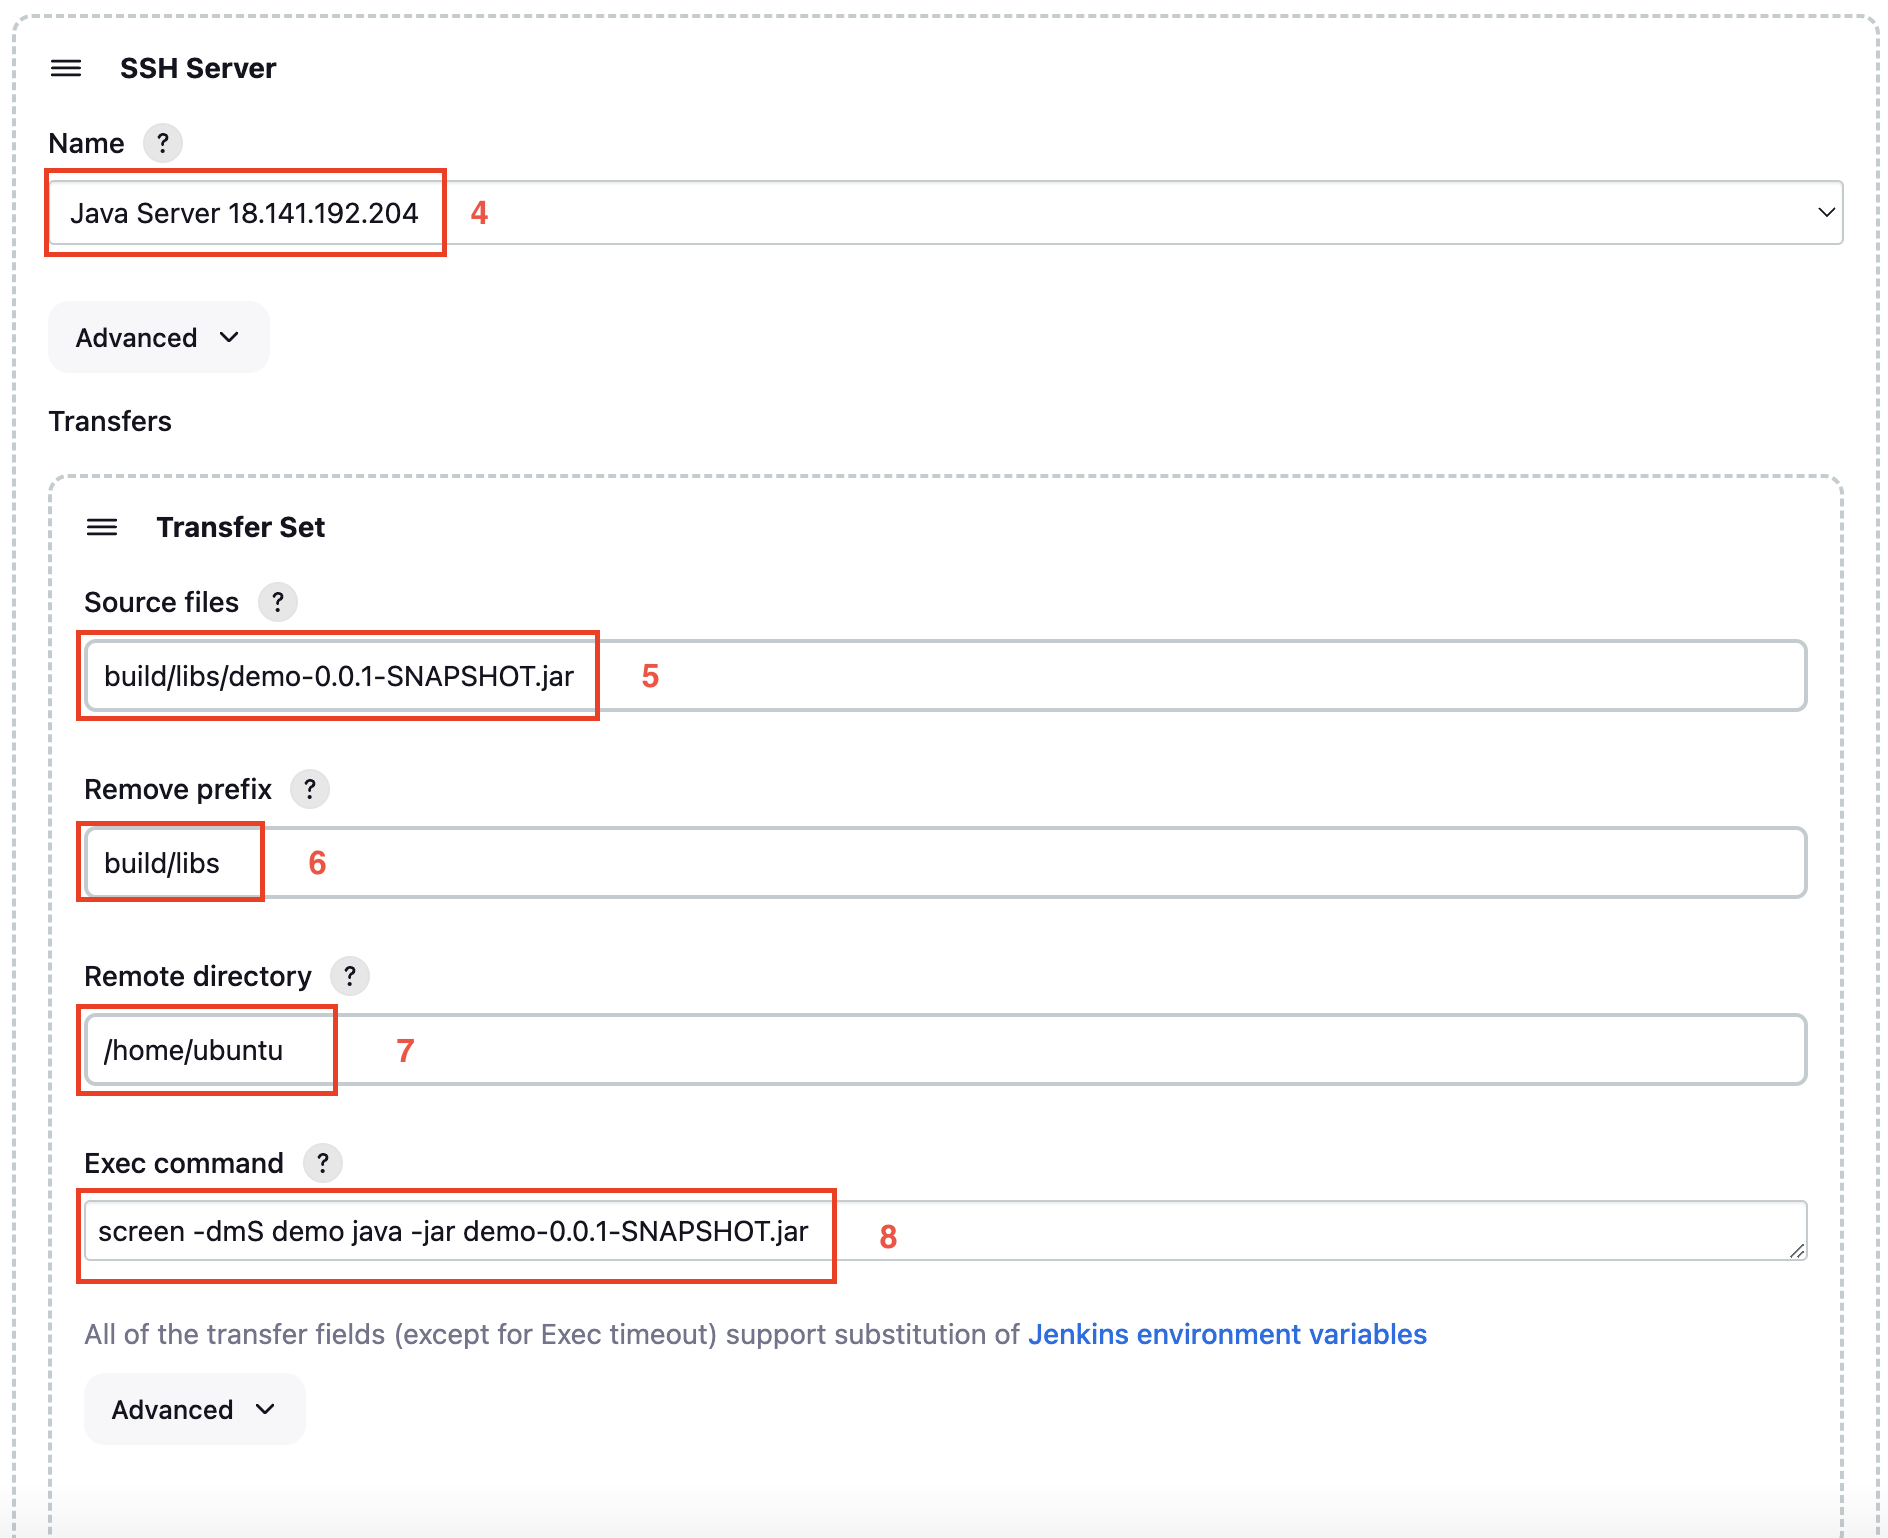 SSH Server
Name ?
Java Server 18.141.192.204 4
Advanced
Transfers
Transfer Set
Source files ?
build/libs/demo-0.0.1-SNAPSHOT.jar 5
Remove prefix ?
build/libs 6
Remote directory ?
/home/ubuntu 7
Exec command ?
screen -dmS demo java -jar demo-0.0.1-SNAPSHOT.jar 8
All of the transfer fields (except for Exec timeout) support substitution of Jenkins environment variables
Advanced